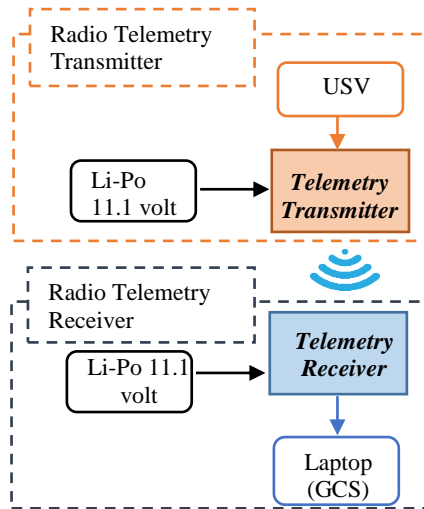 Radio Telemetry
Transmitter
USV
Li-Po
11.1 volt
Telemetry
Transmitter
Radio Telemetry
Receiver
Telemetry
Receiver
Li-Po 11.1
volt
Laptop
(GCS)